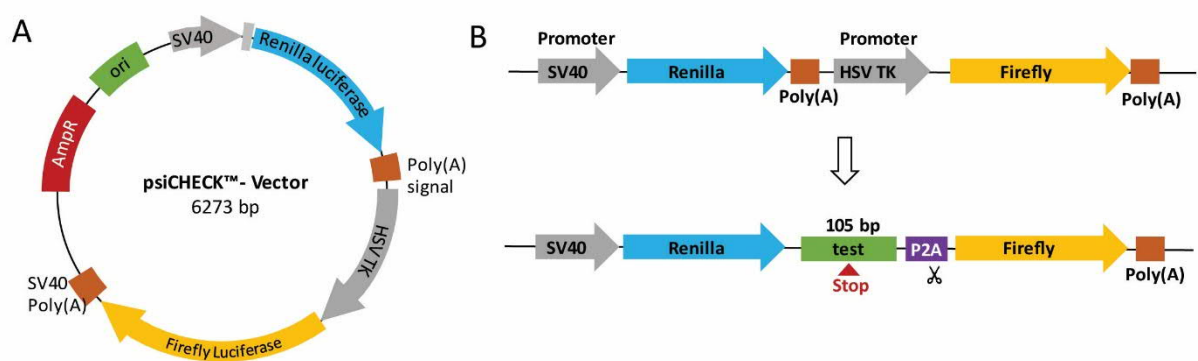 A
SV40
Renilla luciferase
ori
AmpR
psiCHECK™- Vector
6273 bp
Poly(A)
signal
HSV TK
SV40
Poly(A)
Firefly Luciferase
B
Promoter
Promoter
SV40
Renilla
HSV TK
Firefly
Poly(A)
Poly(A)
105 bp
SV40
Renilla
test
P2A
Firefly
Stop
Poly(A)